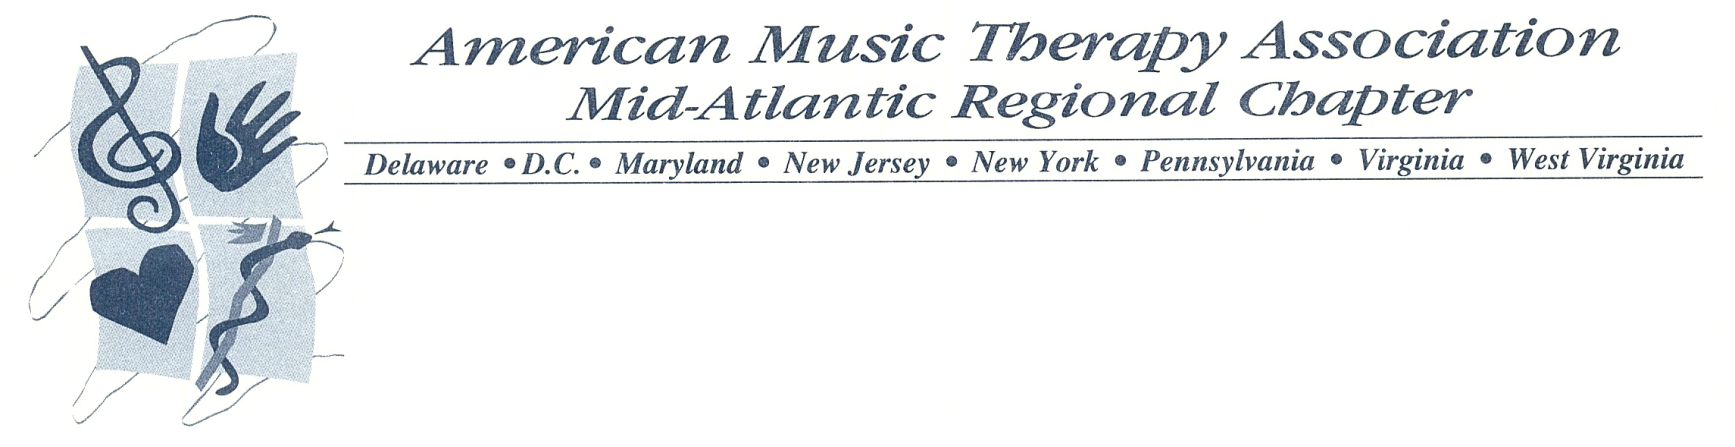 American Music Therapy Association
Mid-Atlantic Regional Chapter
Delaware • D.C. • Maryland • New Jersey • New York • Pennsylvania • Virginia • West Virginia